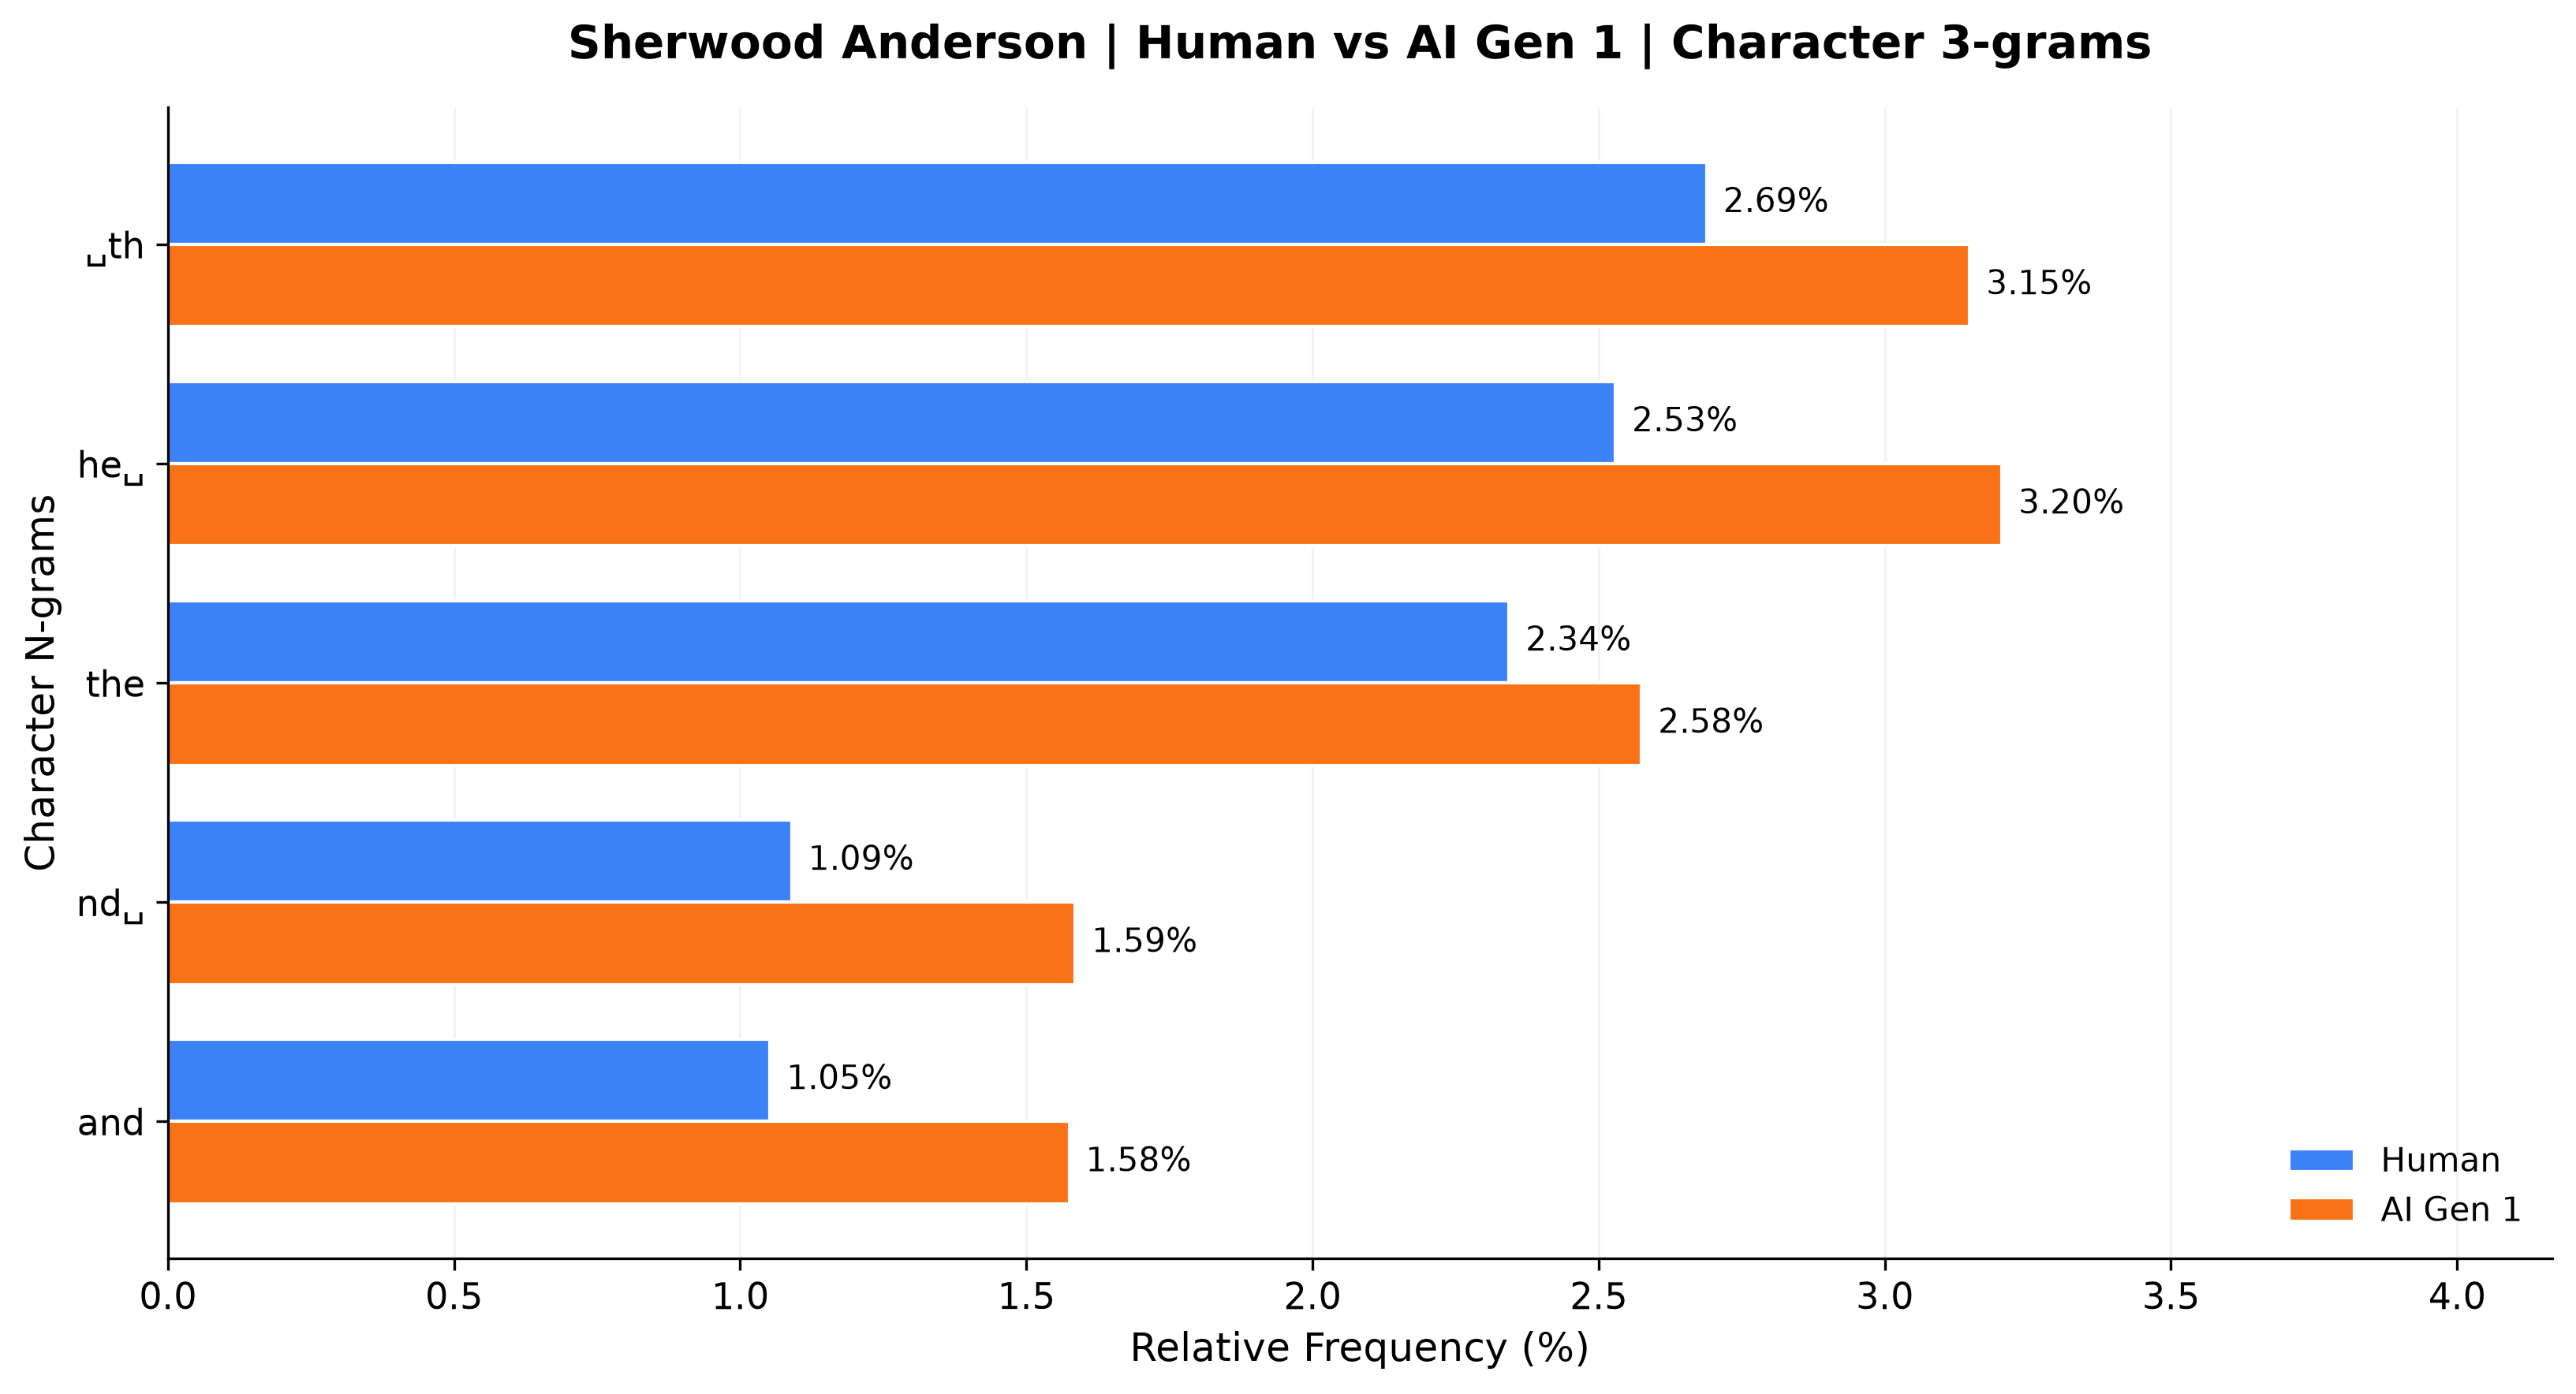 Sherwood Anderson | Human vs AI Gen 1 | Character 3-grams
Character N-grams
␣th
2.69%
3.15%
he␣
2.53%
3.20%
the
2.34%
2.58%
nd␣
1.09%
1.59%
and
1.05%
1.58%
Human
AI Gen 1
0.0 0.5 1.0 1.5 2.0 2.5 3.0 3.5 4.0
Relative Frequency (%)